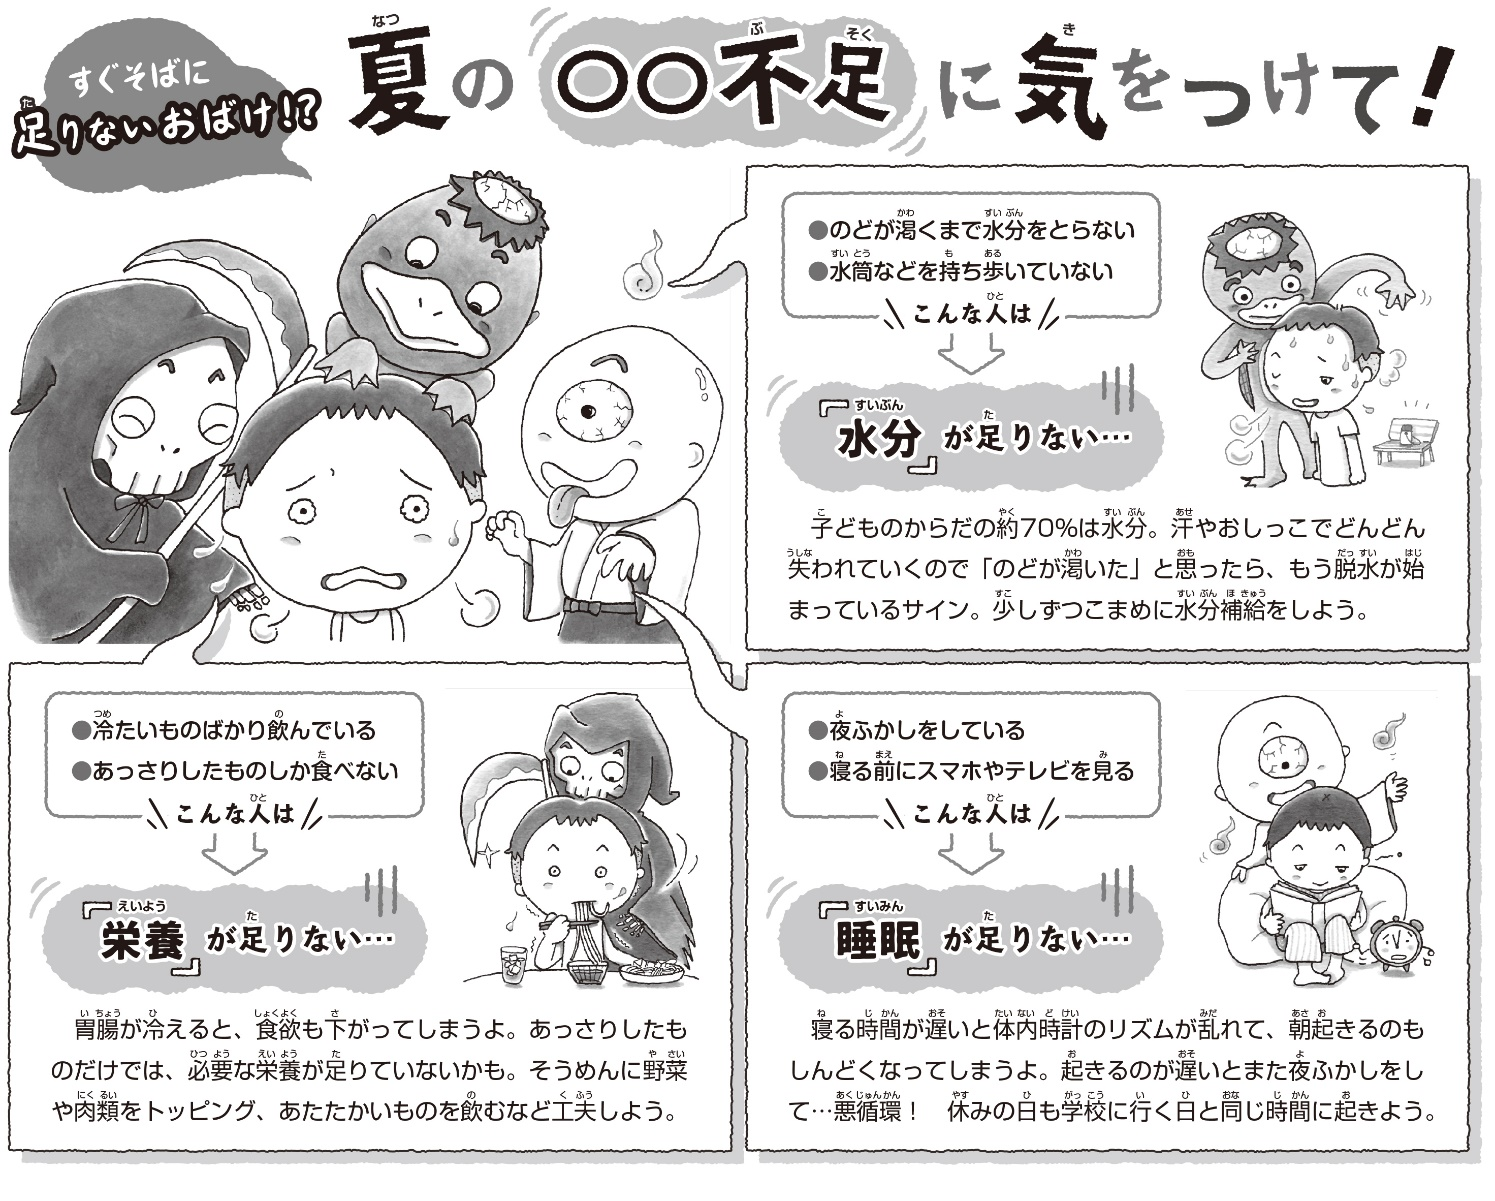 すぐそばに
足りないおばけ!?
夏の〇〇不足に気をつけて!
●のどが渇くまで水分をとらない
●水筒などを持ち歩いていない
こんな人は
「水分」が足りない…
子どものからだの約70%は水分。汗やおしっこでどんどん
失われていくので「のどが渇いた」と思ったら、もう脱水が始
まっているサイン。少しずつこまめに水分補給をしよう。
●冷たいものばかり飲んでいる
●あっさりしたものしか食べない
こんな人は
「栄養」が足りない…
胃腸が冷えると、食欲も下がってしまうよ。あっさりしたも
のだけでは、必要な栄養が足りていないかも。そうめんに野菜
や肉類をトッピング、あたたかいものを飲むなど工夫しよう。
●夜ふかしをしている
●寝る前にスマホやテレビを見る
こんな人は
「睡眠」が足りない…
寝る時間が遅いと体内時計のリズムが乱れて、朝起きるのも
しんどくなってしまうよ。起きるのが遅いとまた夜ふかしをし
て…悪循環！　休みの日も学校に行く日と同じ時間に起きよう。